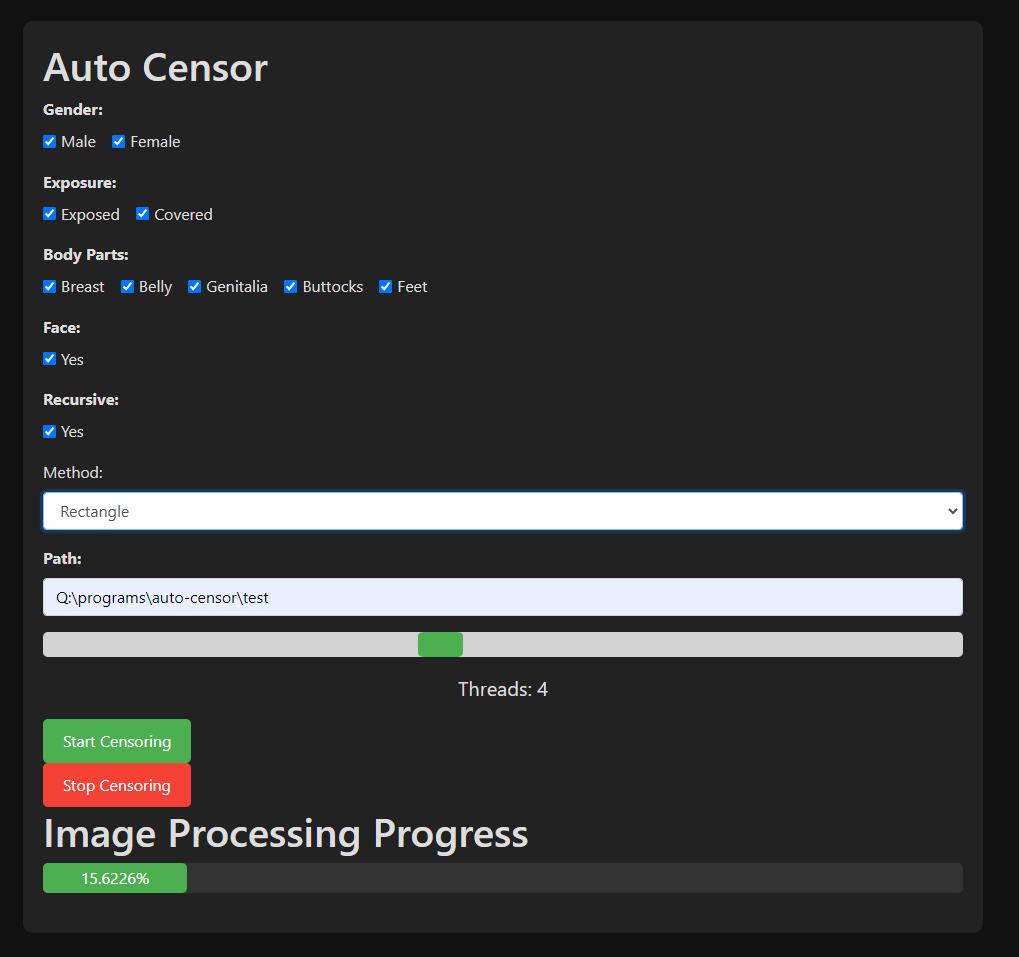 Auto Censor
Gender:
Male Female
Exposure:
Exposed Covered
Body Parts:
Breast Belly Genitalia Buttocks Feet
Face:
Yes
Recursive:
Yes
Method:
Rectangle
Path:
Q:\programs\auto-censor\test
Threads: 4
Start Censoring
Stop Censoring
Image Processing Progress
15.6226%